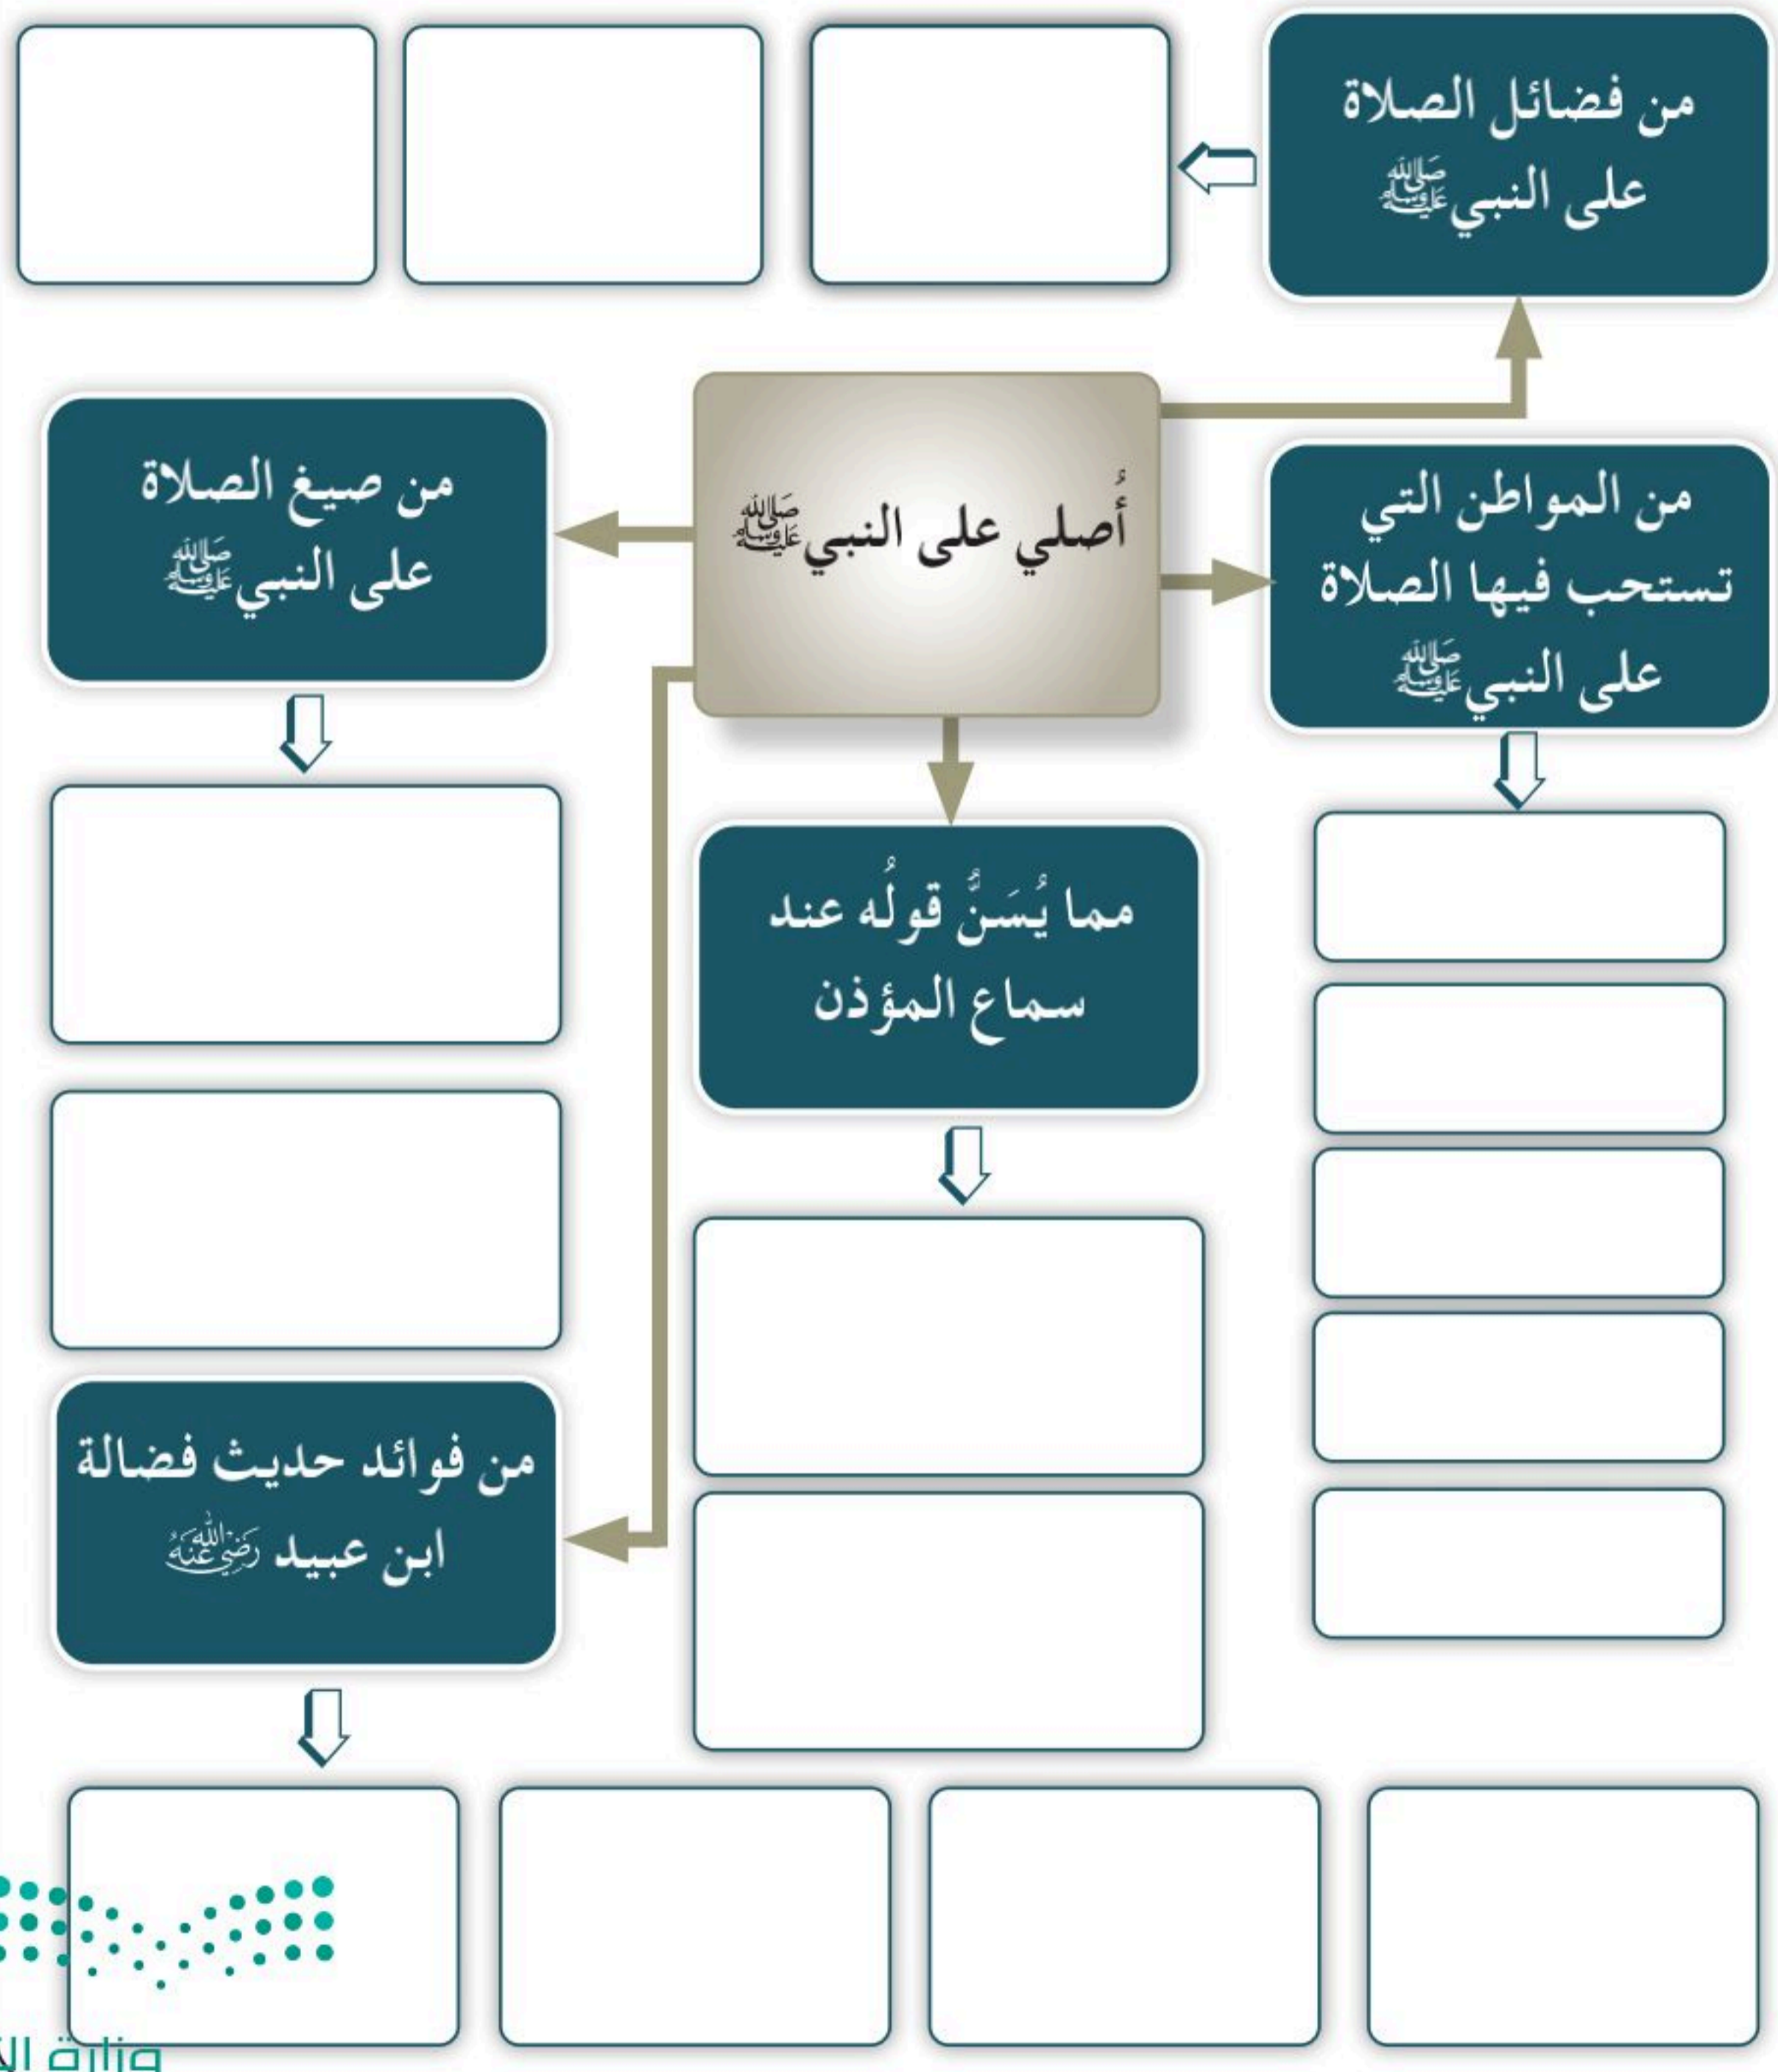 من فضائل الصلاة
على النبي ﷺ
أُصلي على النبي ﷺ
من المواطن التي
تستحب فيها الصلاة
على النبي ﷺ
من صيغ الصلاة
على النبي ﷺ
مما يُسَنُّ قولُه عند
سماع المؤذن
من فوائد حديث فضالة
ابن عبيد رَضِيَ اللَّهُ عَنْهُ
وزارة